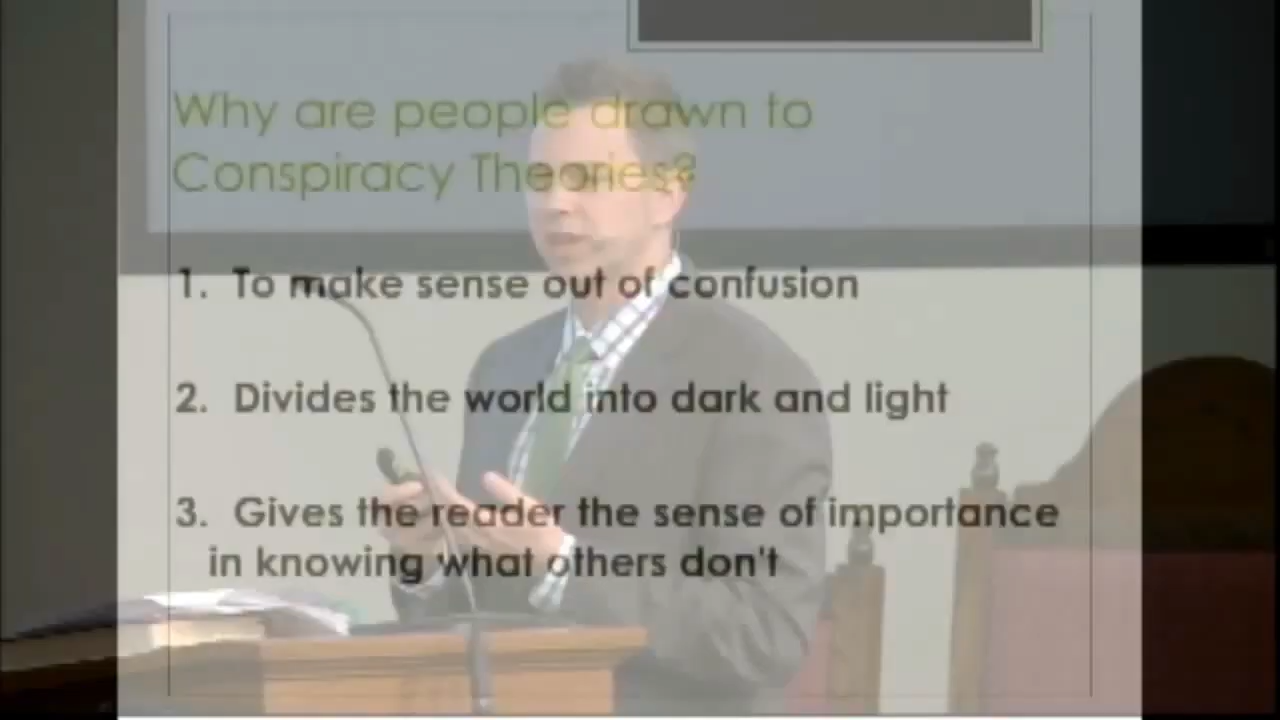 Why are people drawn to
Conspiracy Theories?
1. To make sense out of confusion
2. Divides the world into dark and light
3. Gives the reader the sense of importance
in knowing what others don't